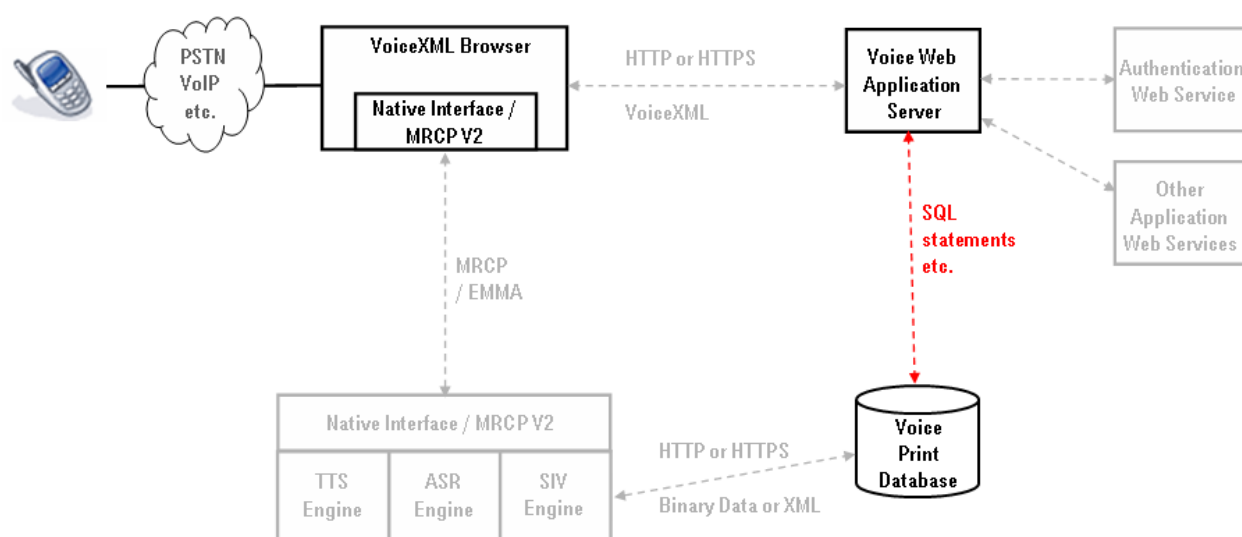 PSTN
VoIP
etc.
VoiceXML Browser
Native Interface /
MRCP V2
HTTP or HTTPS
VoiceXML
Voice Web
Application
Server
Authentication
Web Service
Other
Application
Web Services
SQL
statements
etc.
MRCP
/ EMMA
Native Interface / MRCP V2
TTS
Engine
ASR
Engine
SIV
Engine
HTTP or HTTPS
Binary Data or XML
Voice
Print
Database